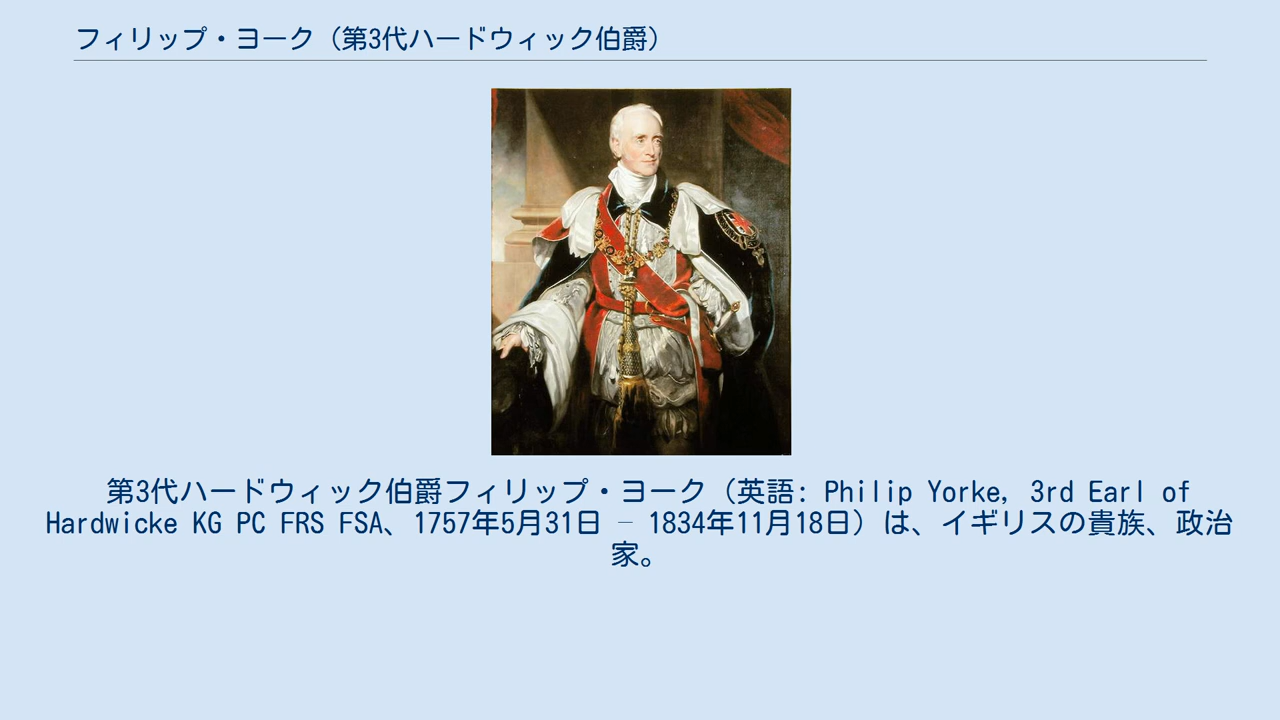 フィリップ・ヨーク（第3代ハードウィック伯爵）
第3代ハードウィック伯爵フィリップ・ヨーク（英語: Philip Yorke, 3rd Earl of
Hardwicke KG PC FRS FSA、1757年5月31日 – 1834年11月18日）は、イギリスの貴族、政治
家。